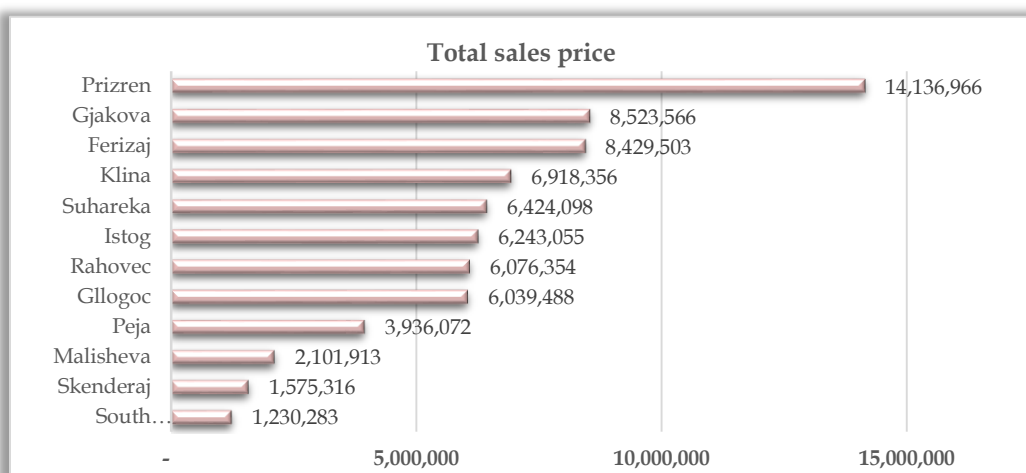 Total sales price
Prizren 14,136,966
Gjakova 8,523,566
Ferizaj 8,429,503
Klina 6,918,356
Suhareka 6,424,098
Istog 6,243,055
Rahovec 6,076,354
Gllogoc 6,039,488
Peja 3,936,072
Malisheva 2,101,913
Skenderaj 1,575,316
South… 1,230,283
- 5,000,000 10,000,000 15,000,000